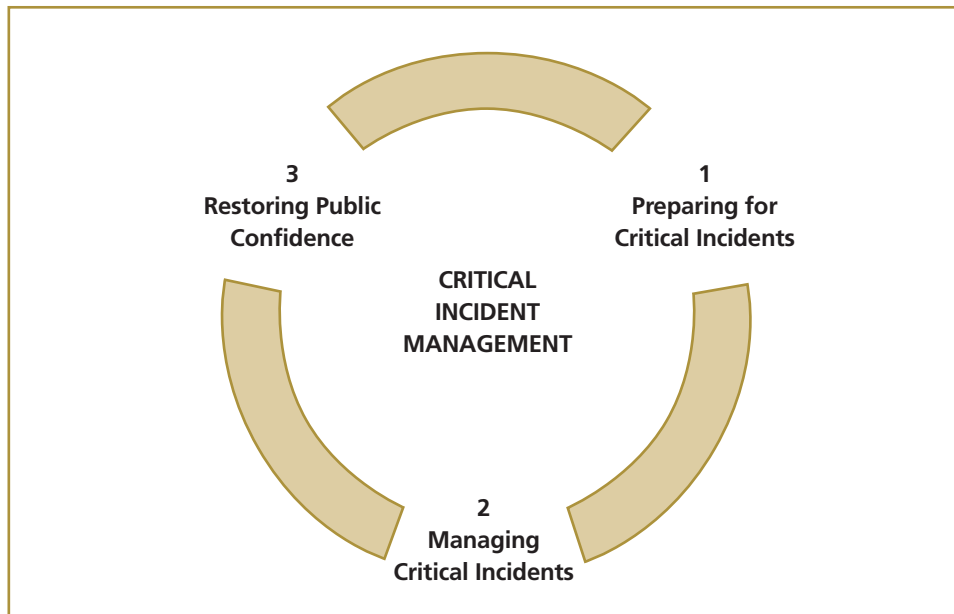 3
Restoring Public
Confidence
1
Preparing for
Critical Incidents
CRITICAL
INCIDENT
MANAGEMENT
2
Managing
Critical Incidents